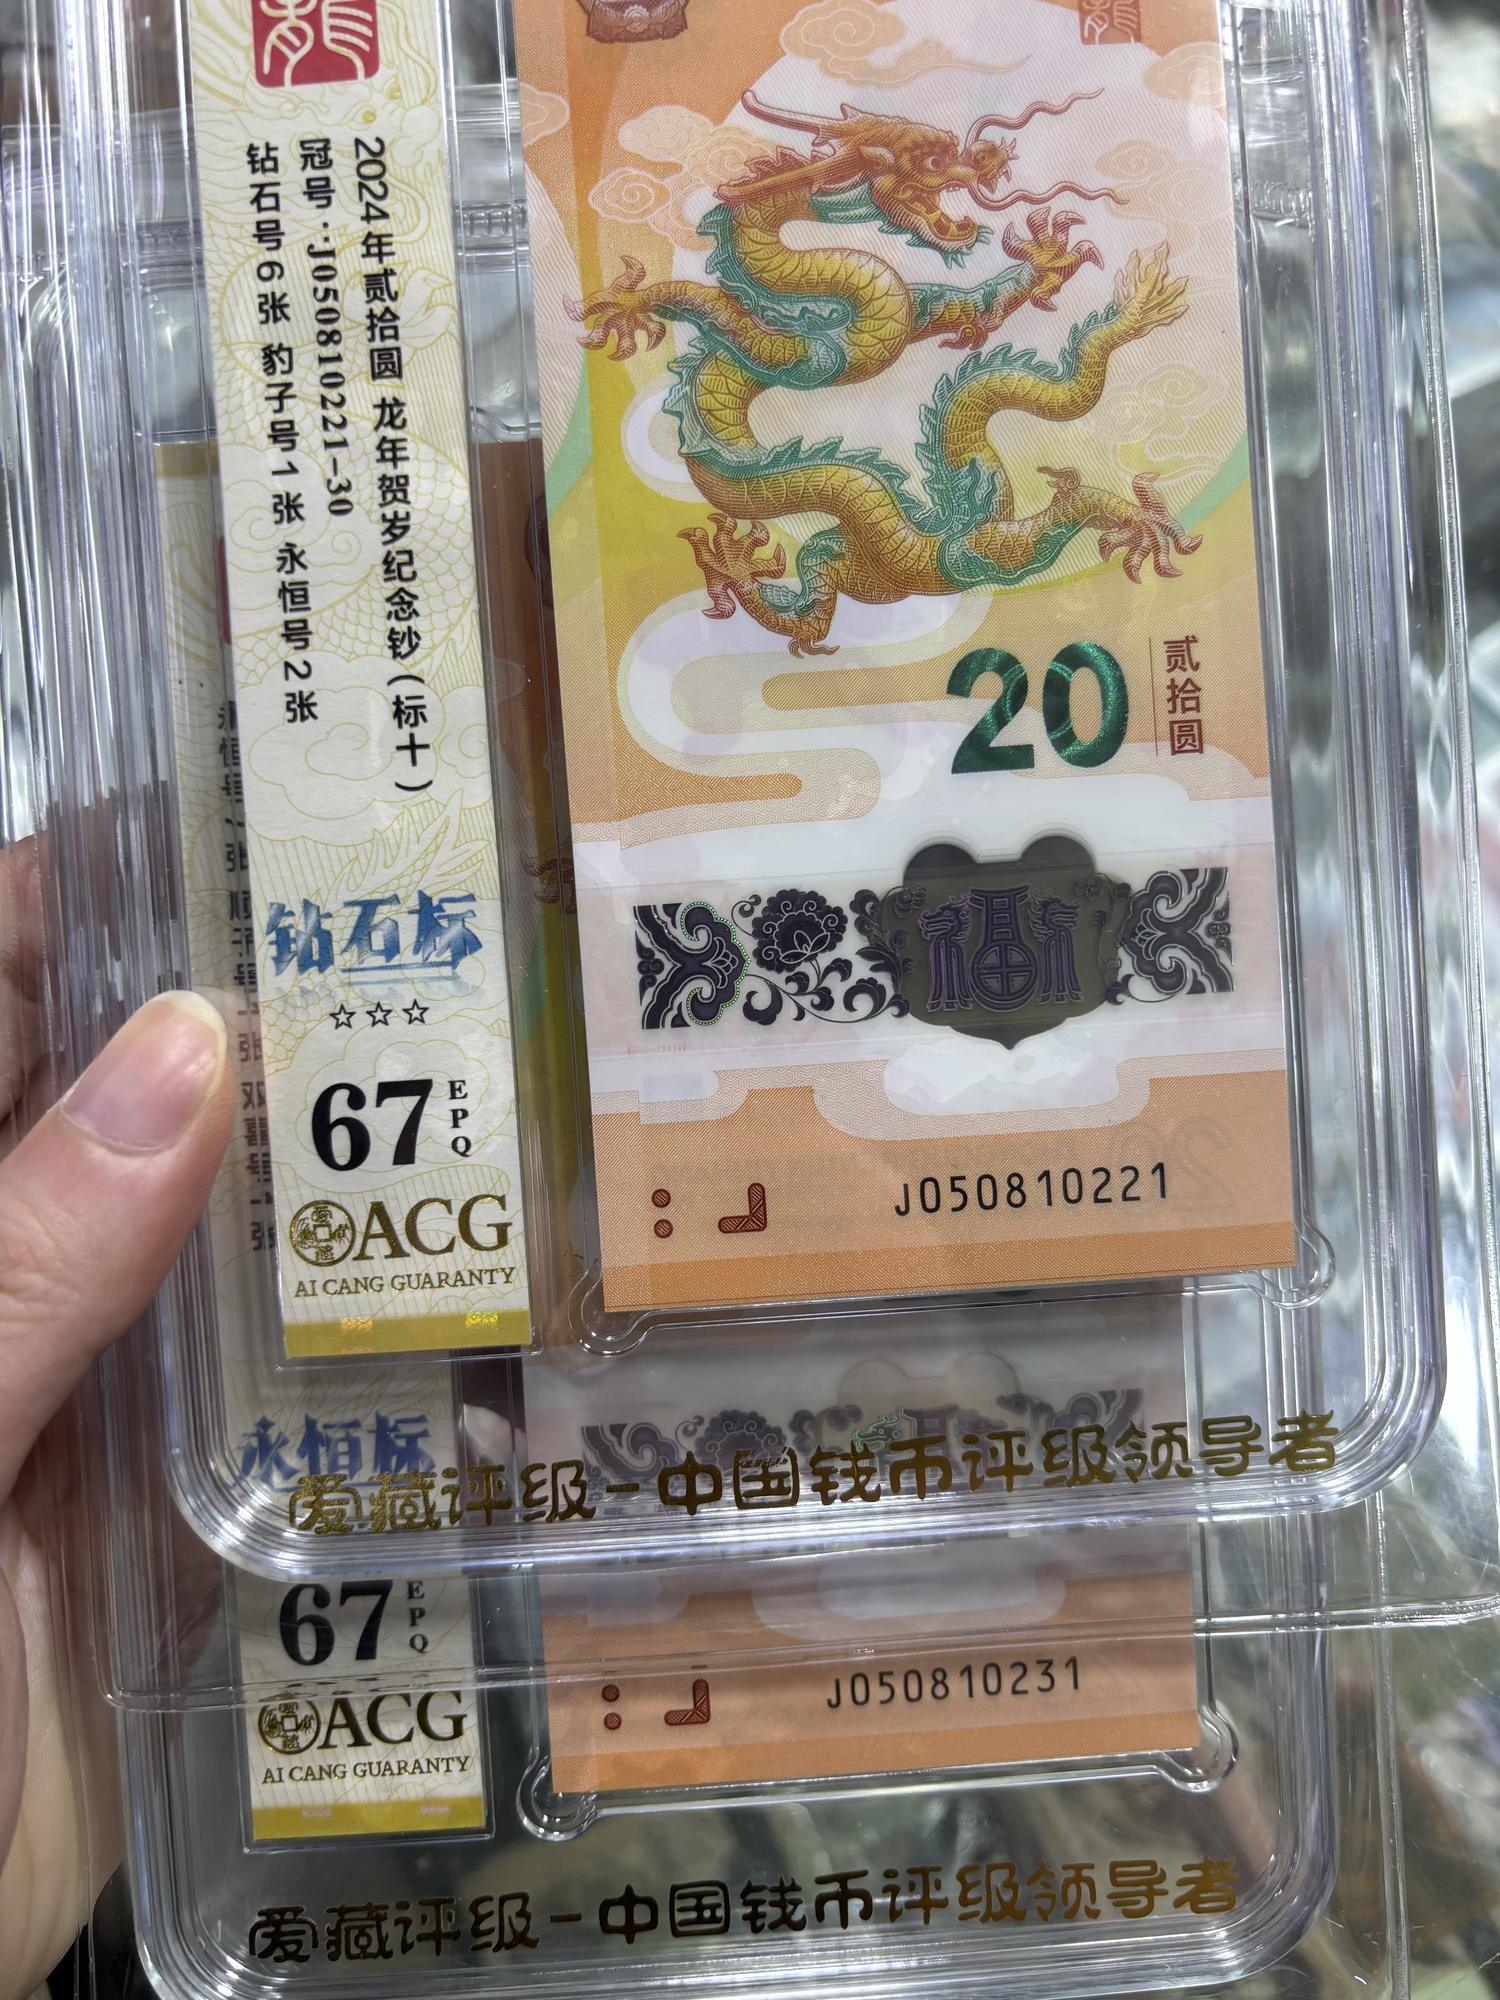 龍
2024年贰拾圆 龙年贺岁纪念钞（标十）
冠号：J050810221-30
钻石号6张 豹子号1张 永恒号2张
钻石标
☆☆☆
67
EPQ
ACG
AI CANG GUARANTY
20
贰拾圆
福
J050810221
爱藏评级-中国钱币评级领导者
永恒标
67
EPQ
ACG
AI CANG GUARANTY
J050810231
爱藏评级-中国钱币评级领导者